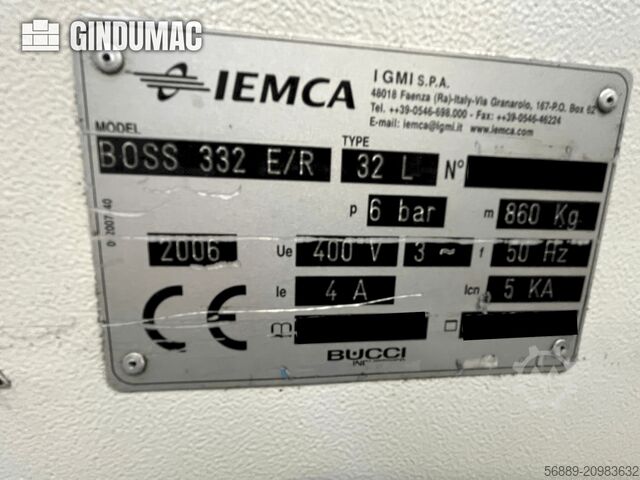 GINDUMAC
IEMCA
I GMI S.P.A.
48018 Faenza (Ra)-Italy-Via Granarolo, 167-P.O. Box 62
Tel. ++39-0546-698.000 - Fax: ++39-0546-46224
E-mail: iemca@igmi.it www.iemca.com
MODEL TYPE
BOSS 332 E/R 32 L N°
p 6 bar m 860 Kg
2006 Ue 400 V 3 ~ f 50 Hz
Ie 4 A Icn 5 KA
CE
BUCCI
56889-20983632